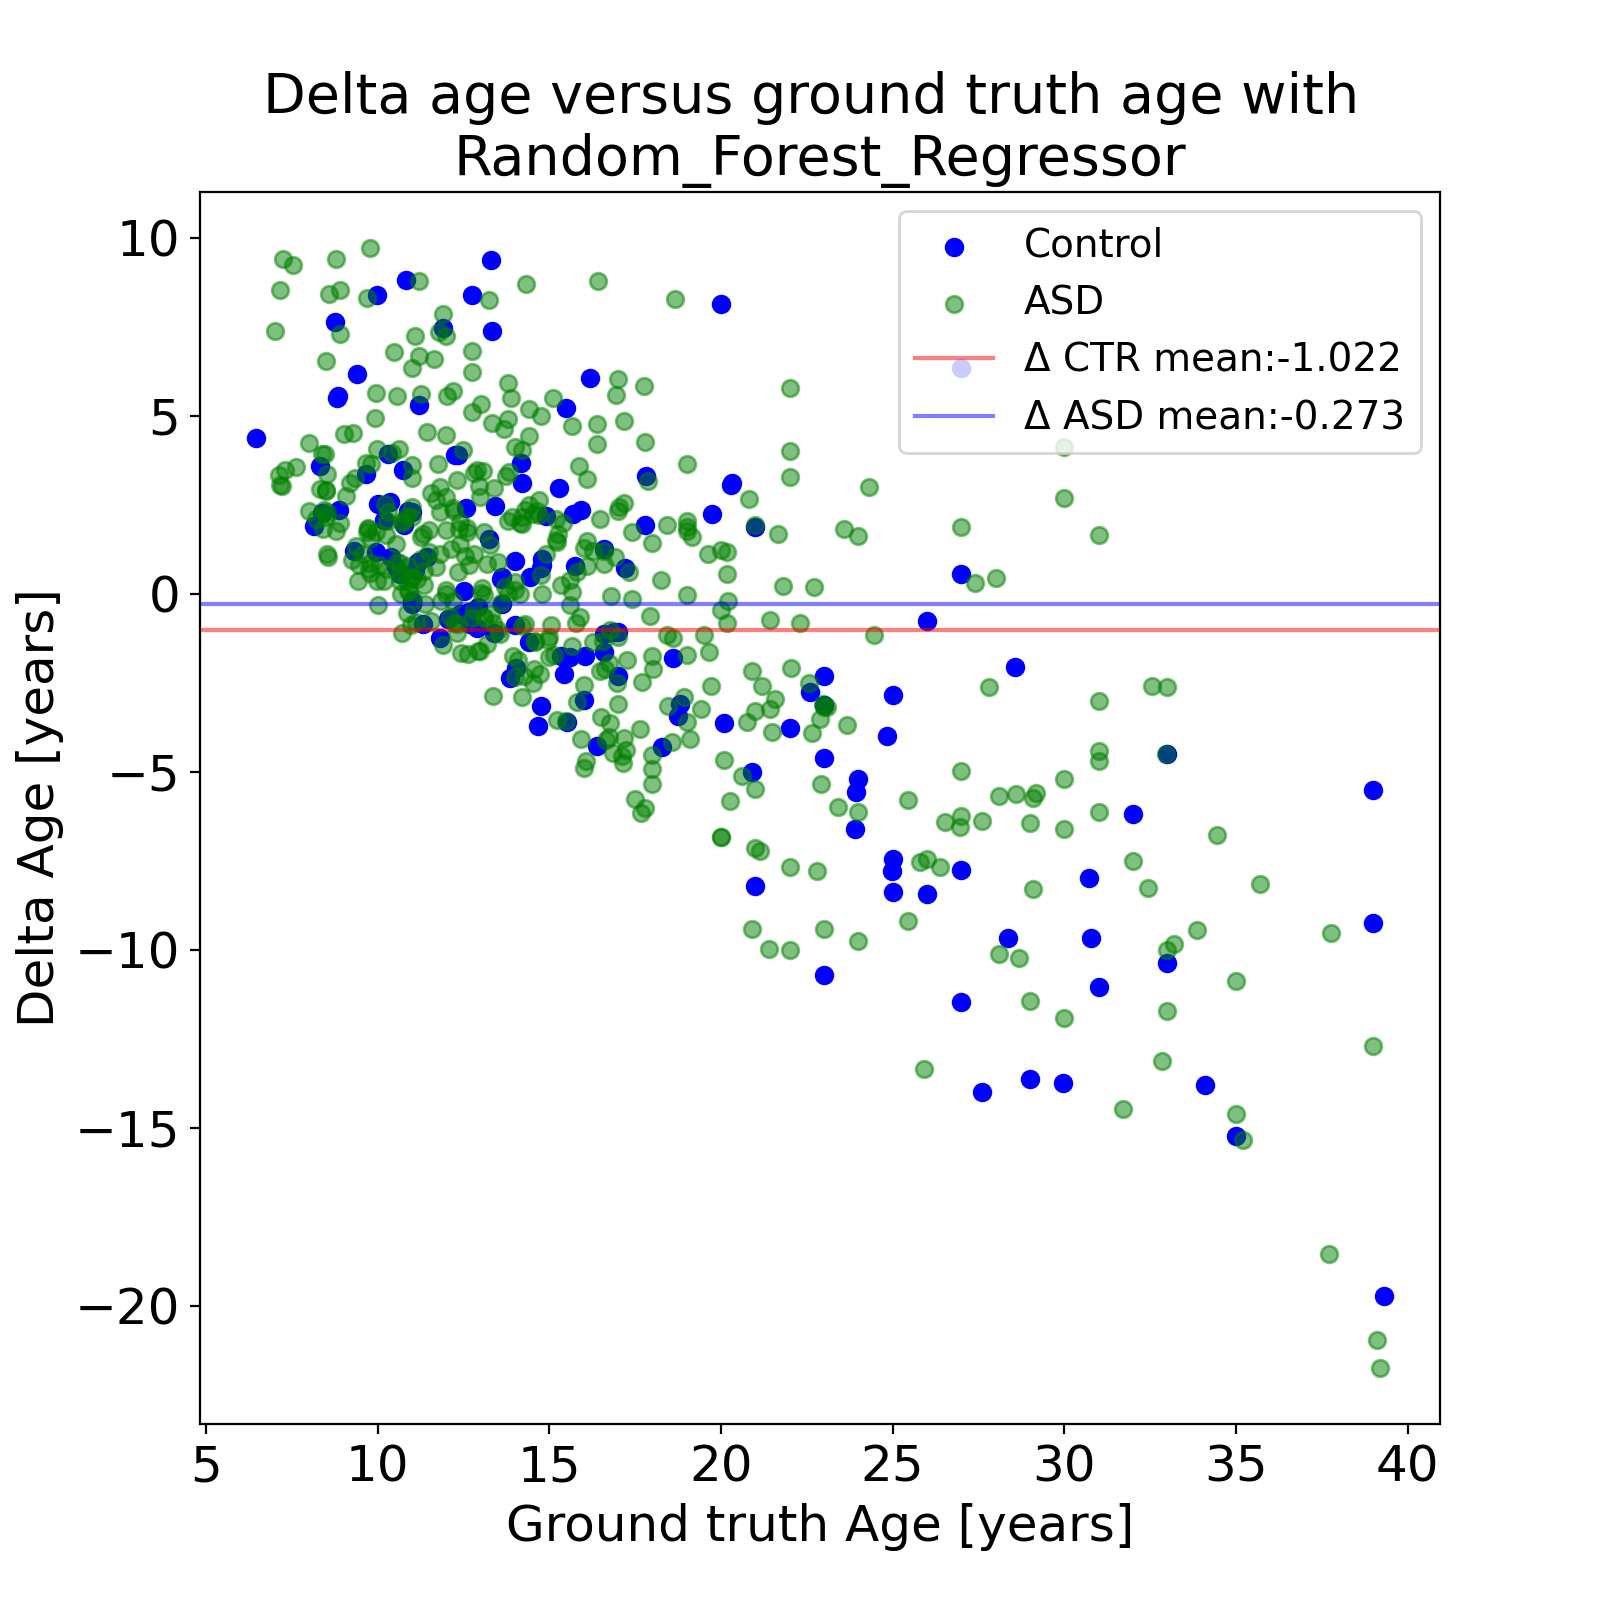 Delta age versus ground truth age with
Random_Forest_Regressor
Control
ASD
Δ CTR mean:-1.022
Δ ASD mean:-0.273
10
5
0
−5
−10
−15
−20
Delta Age [years]
5 10 15 20 25 30 35 40
Ground truth Age [years]